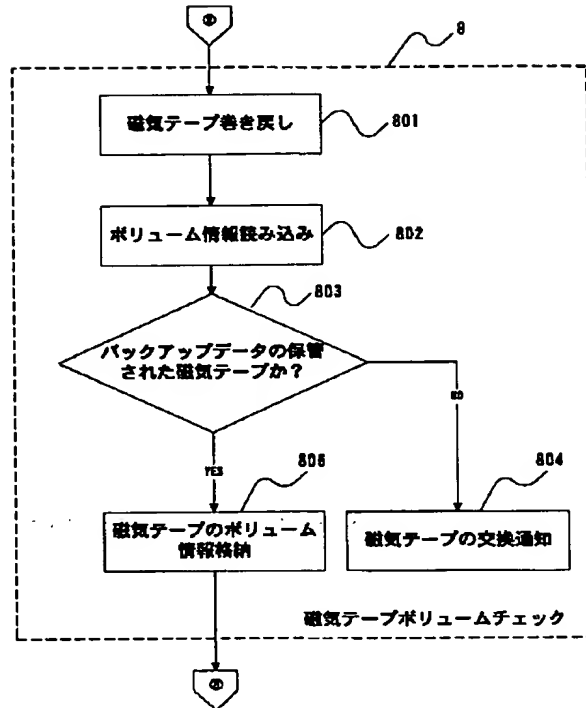 ②
8
磁気テープ巻き戻し
801
ボリューム情報読み込み
802
803
バックアップデータの保管
された磁気テープか？
NO
YES
805
804
磁気テープのボリューム
情報格納
磁気テープの交換通知
磁気テープボリュームチェック